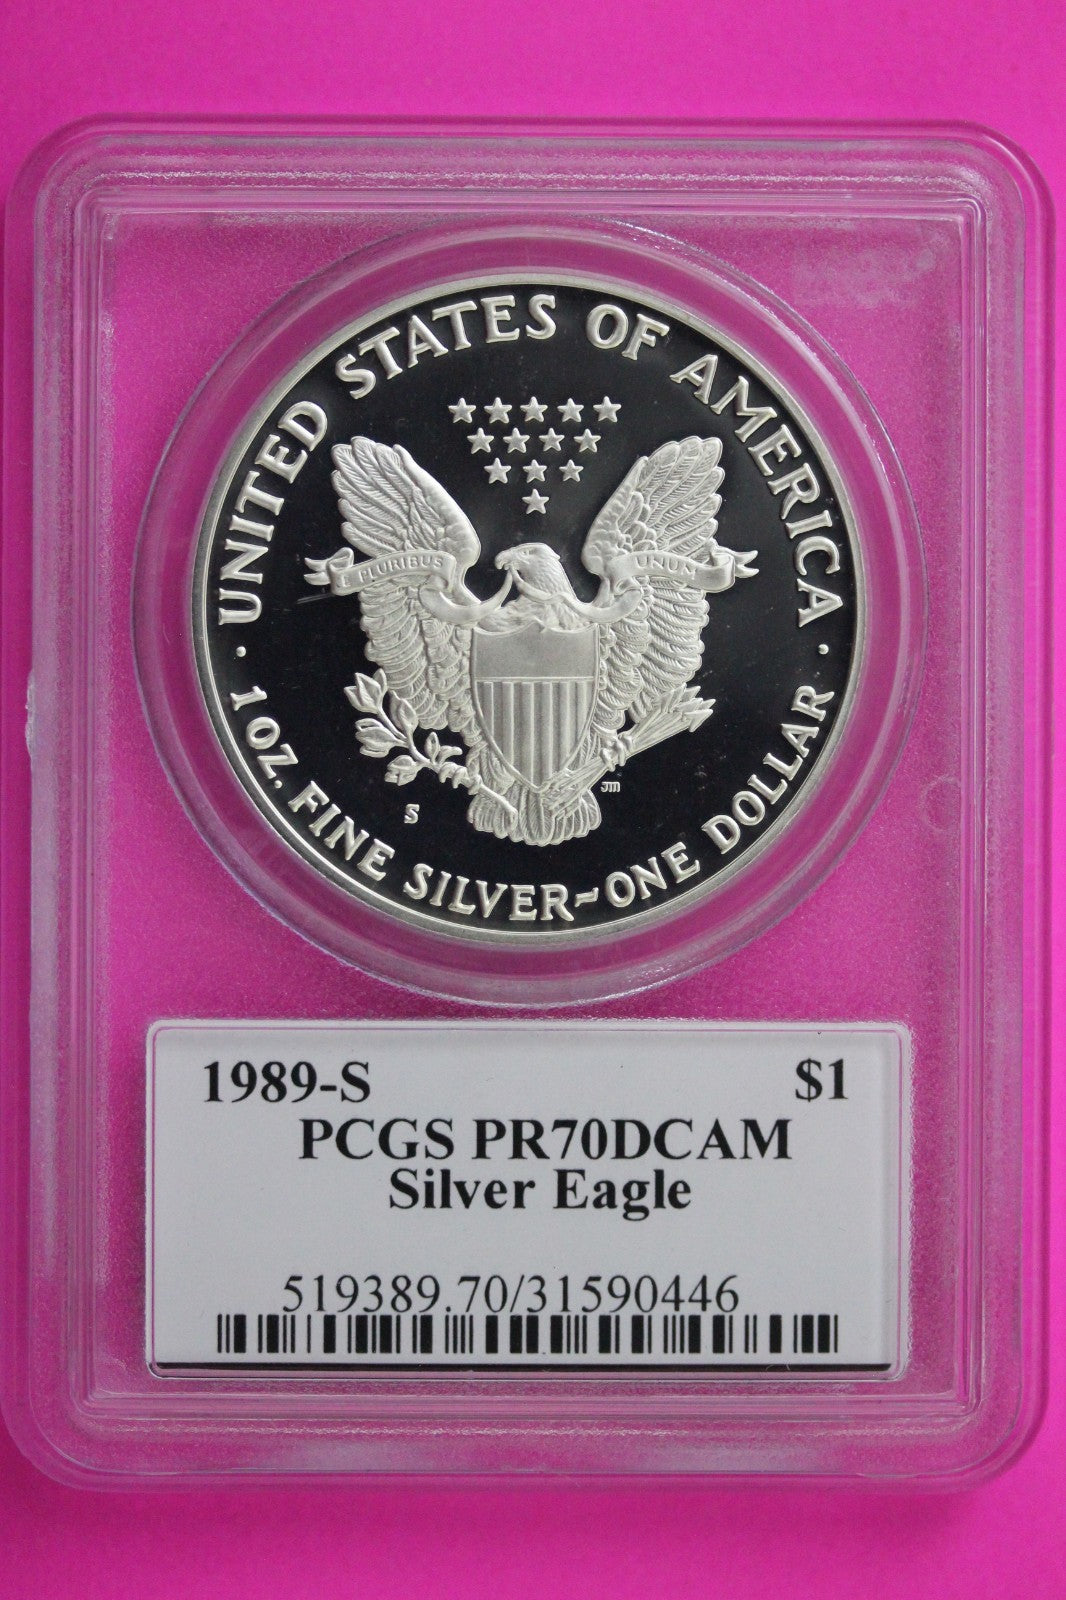 · UNITED STATES OF AMERICA ·
E PLURIBUS UNUM
S
JM
1 OZ. FINE SILVER~ONE DOLLAR
1989-S $1
PCGS PR70DCAM
Silver Eagle
519389.70/31590446